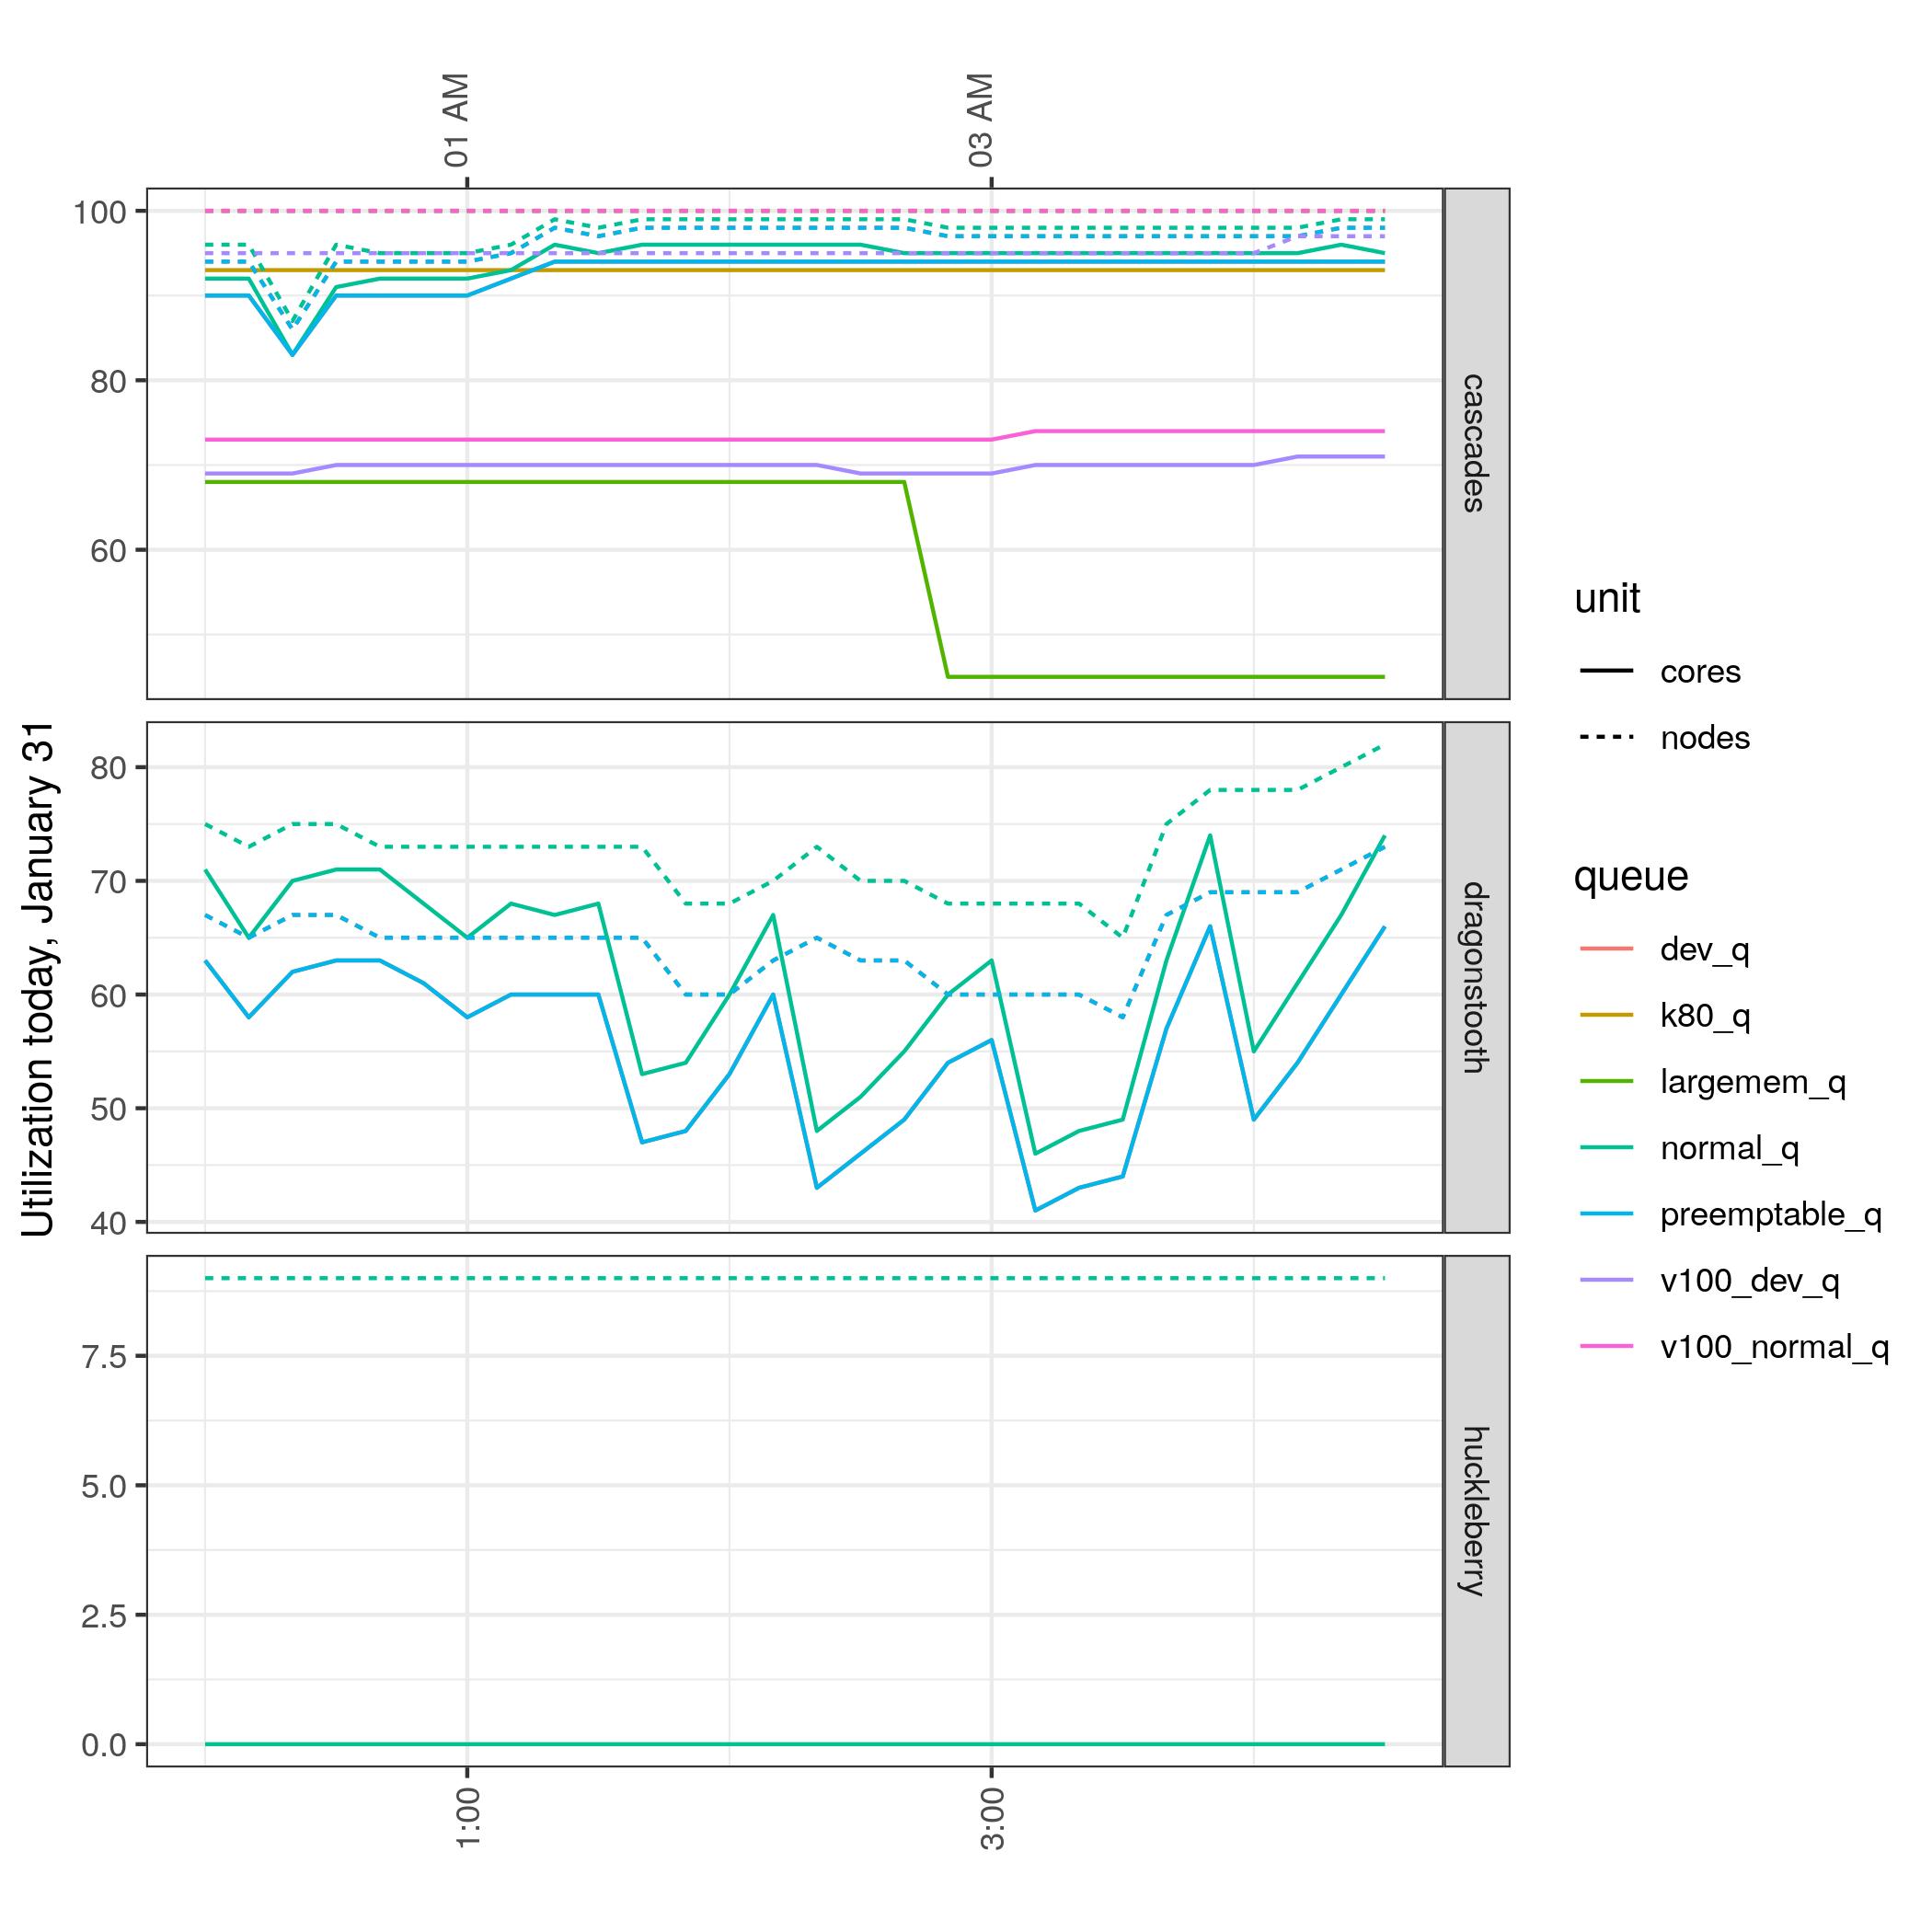 01 AM
03 AM
Utilization today, January 31
100
80
60
cascades
80
70
60
50
40
dragonstooth
7.5
5.0
2.5
0.0
huckleberry
1:00
3:00
unit
cores
nodes
queue
dev_q
k80_q
largemem_q
normal_q
preemptable_q
v100_dev_q
v100_normal_q